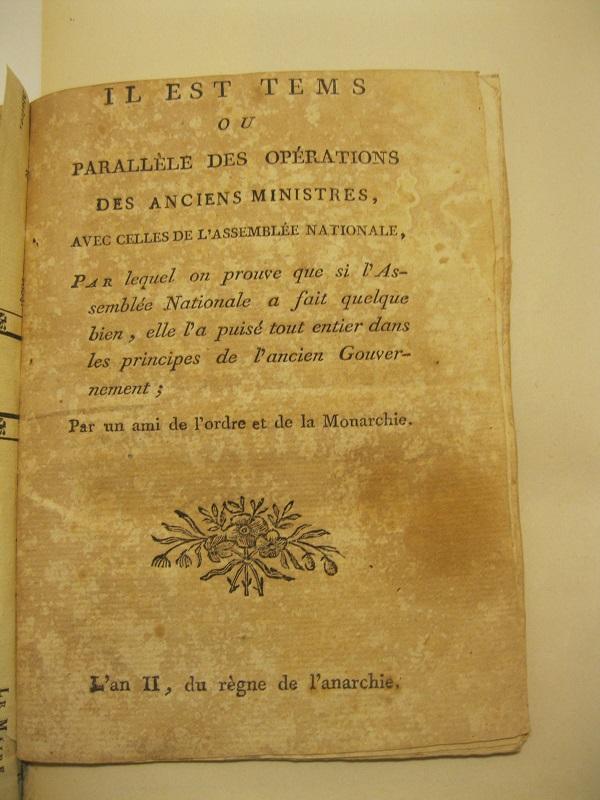 IL EST TEMS
OU
PARALLÈLE DES OPÉRATIONS
DES ANCIENS MINISTRES,
AVEC CELLES DE L'ASSEMBLÉE NATIONALE,
PAR lequel on prouve que si l'As-
semblée Nationale a fait quelque
bien, elle l'a puisé tout entier dans
les principes de l'ancien Gouver-
nement ;
Par un ami de l'ordre et de la Monarchie.
L'an II, du règne de l'anarchie.